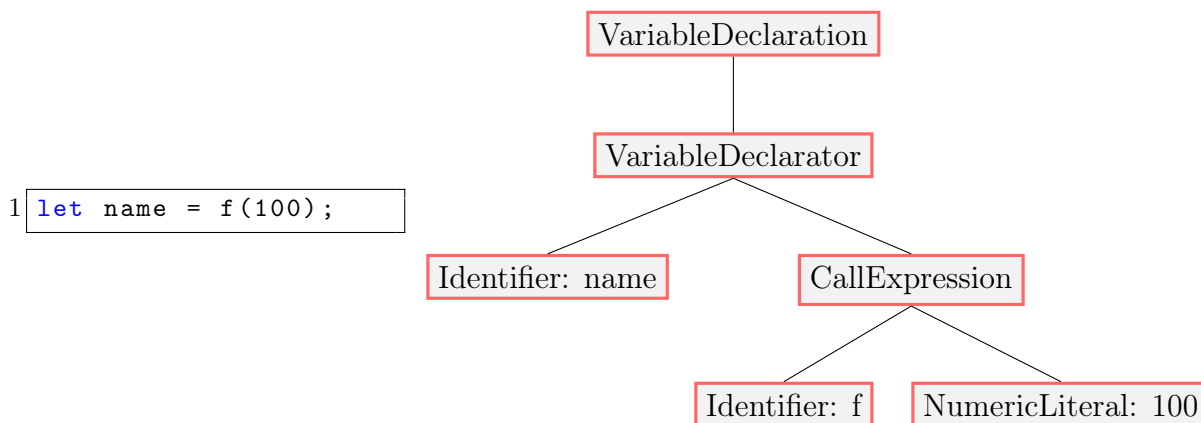 VariableDeclaration
VariableDeclarator
1 let name = f(100);
Identifier: name CallExpression
Identifier: f NumericLiteral: 100